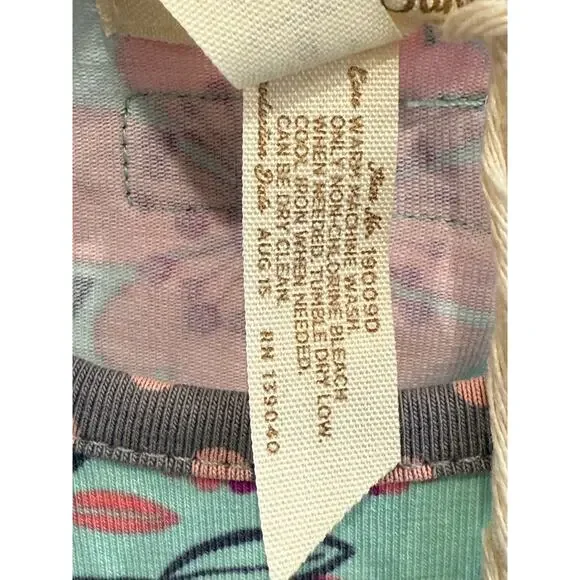 Item No. 19009D
Care WARM MACHINE WASH
ONLY NON-CHLORINE BLEACH
WHEN NEEDED. TUMBLE DRY LOW
COOL IRON WHEN NEEDED.
CAN BE DRY CLEAN.
Production Date AUG 15 RN 139040